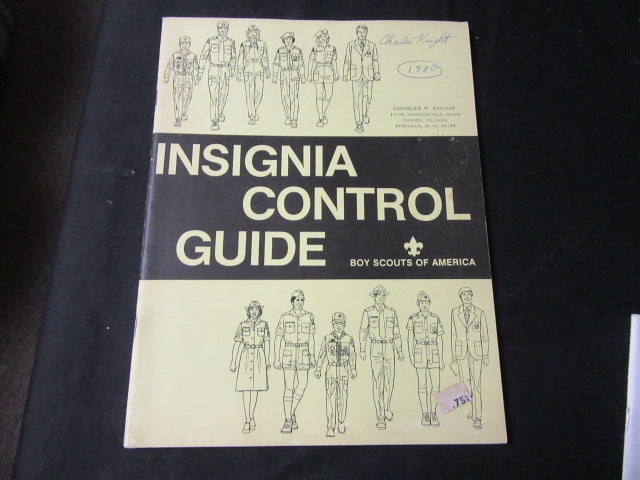 Charles Knight
1980
CHARLES F. KNIGHT
INSIGNIA
CONTROL
GUIDE
BOY SCOUTS OF AMERICA
.75